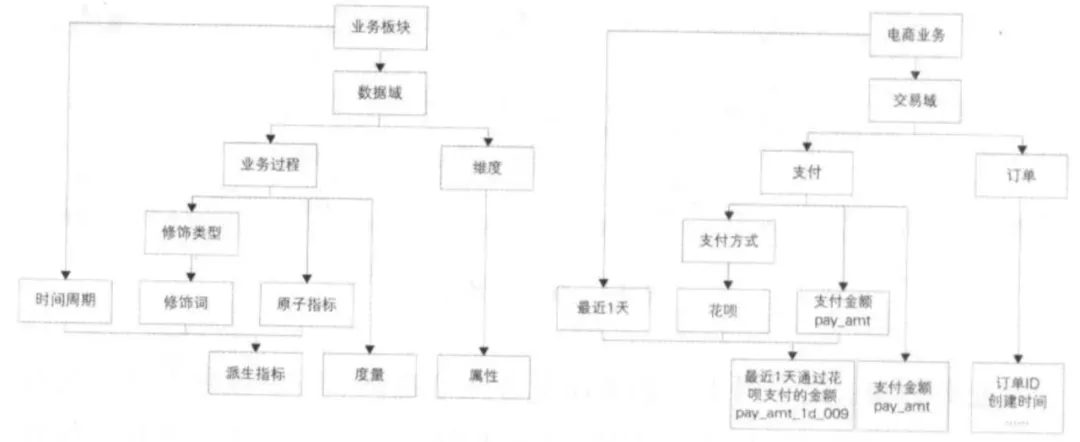 业务板块
数据域
业务过程
维度
修饰类型
时间周期
修饰词
原子指标
派生指标
度量
属性
电商业务
交易域
支付
订单
支付方式
最近1天
花呗
支付金额
pay_amt
最近1天通过花
呗支付的金额
pay_amt_1d_009
支付金额
pay_amt
订单ID
创建时间
......